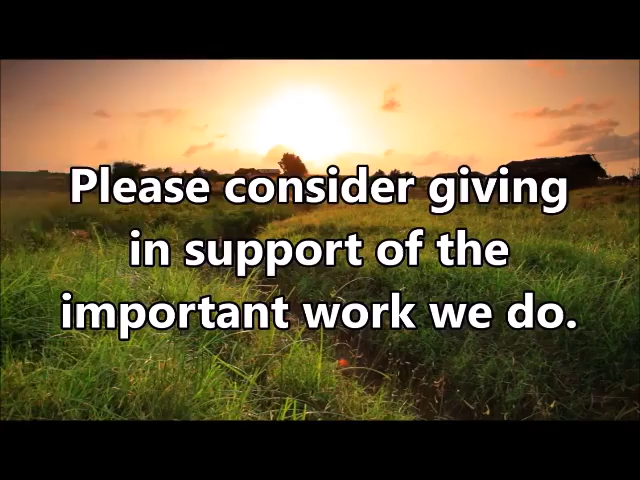 Please consider giving
in support of the
important work we do.